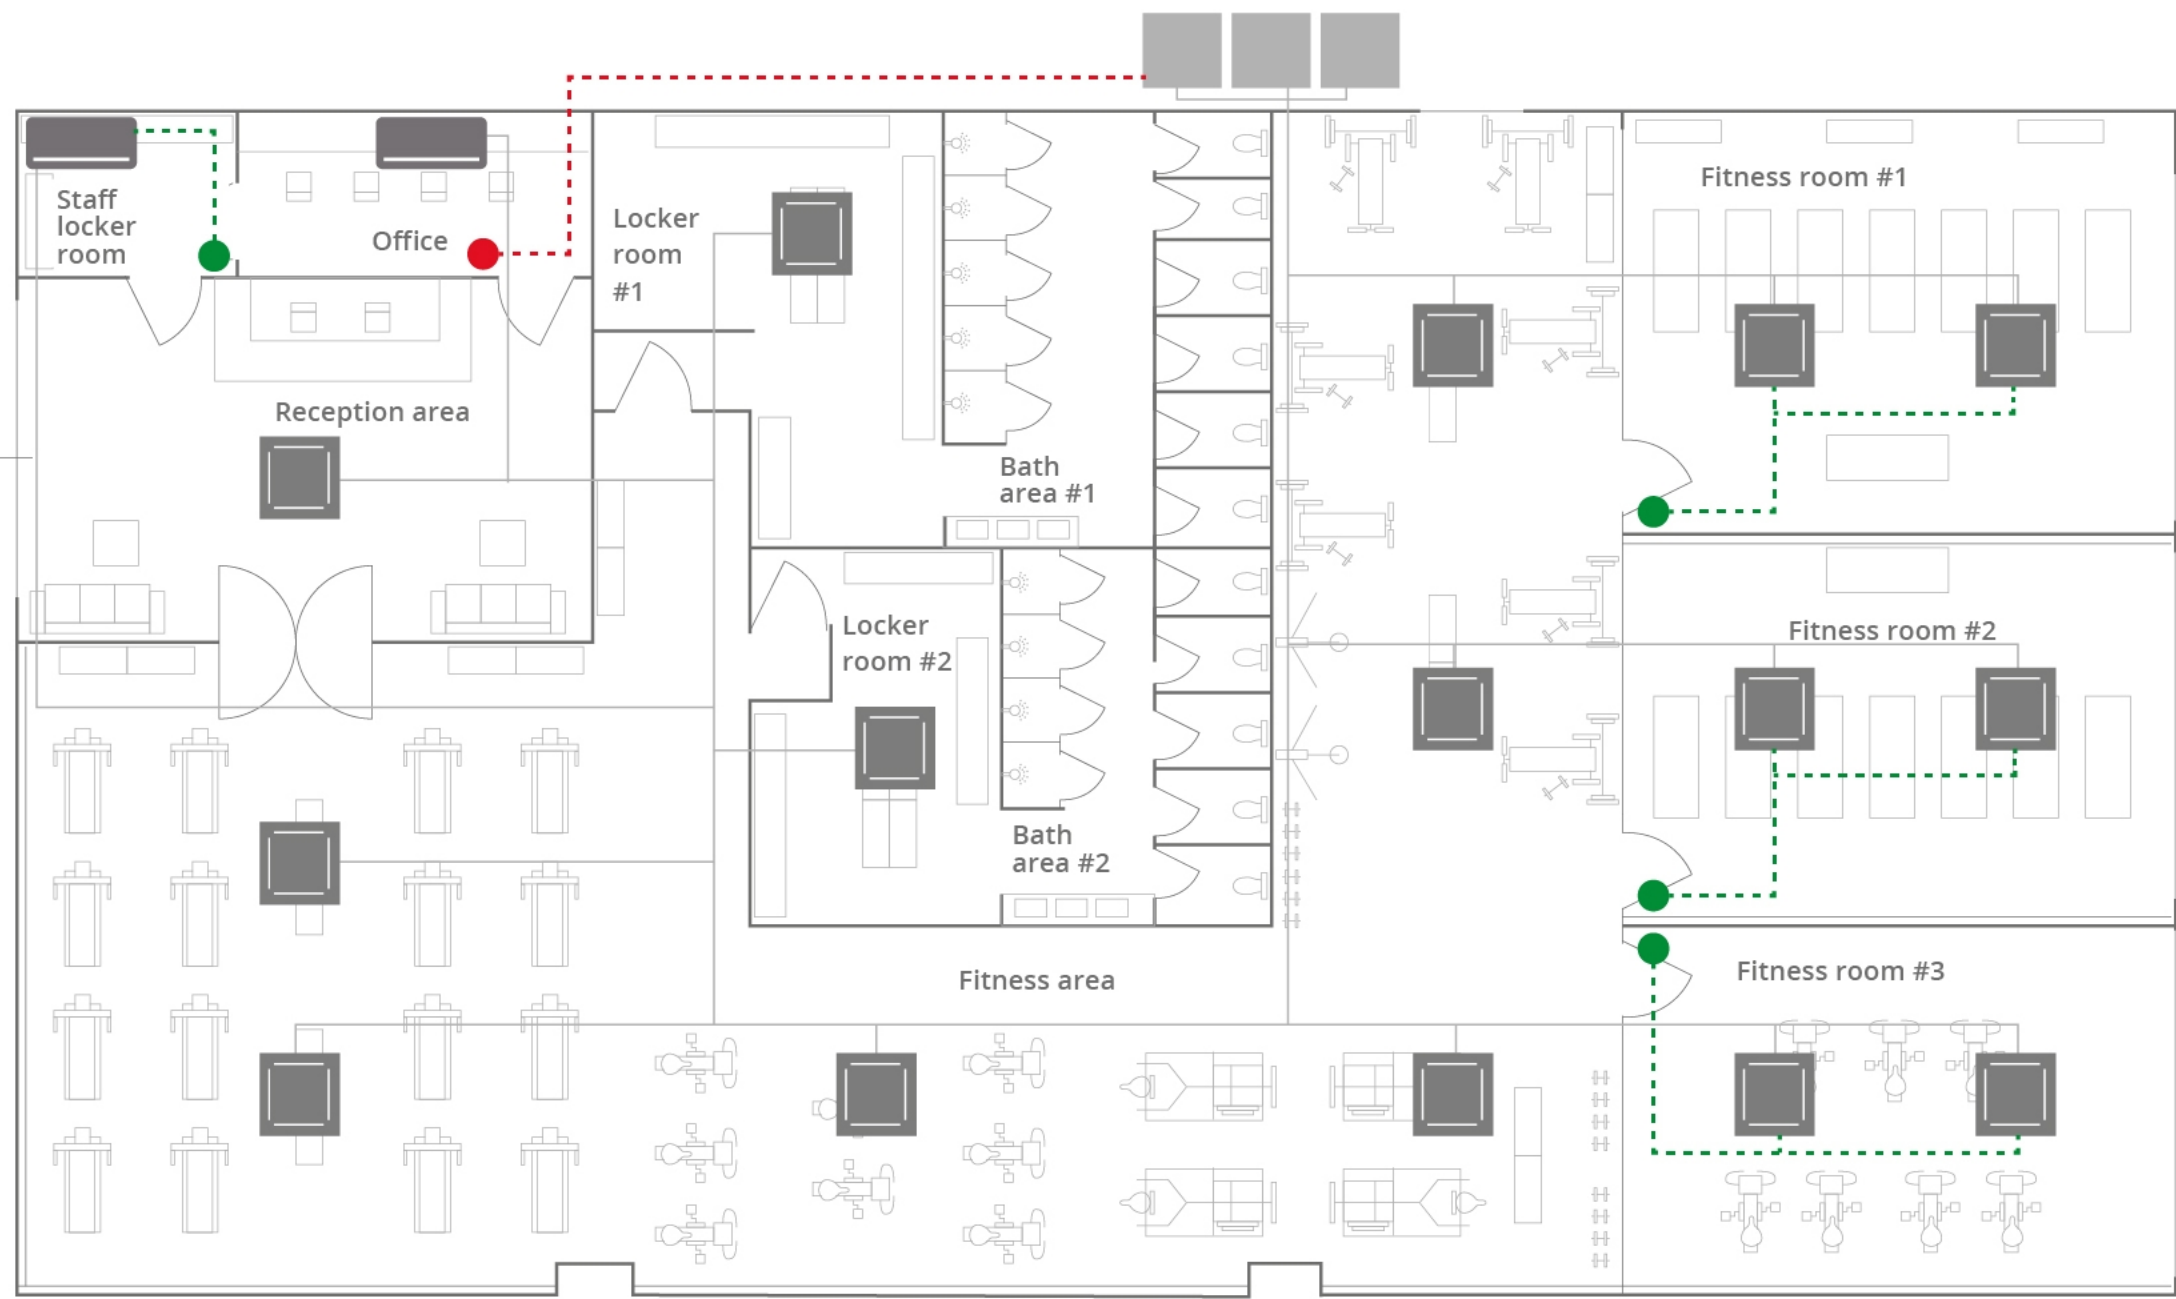 Staff
locker
room
Office
Locker
room
#1
Fitness room #1
Reception area
Bath
area #1
Locker
room #2
Fitness room #2
Bath
area #2
Fitness area
Fitness room #3